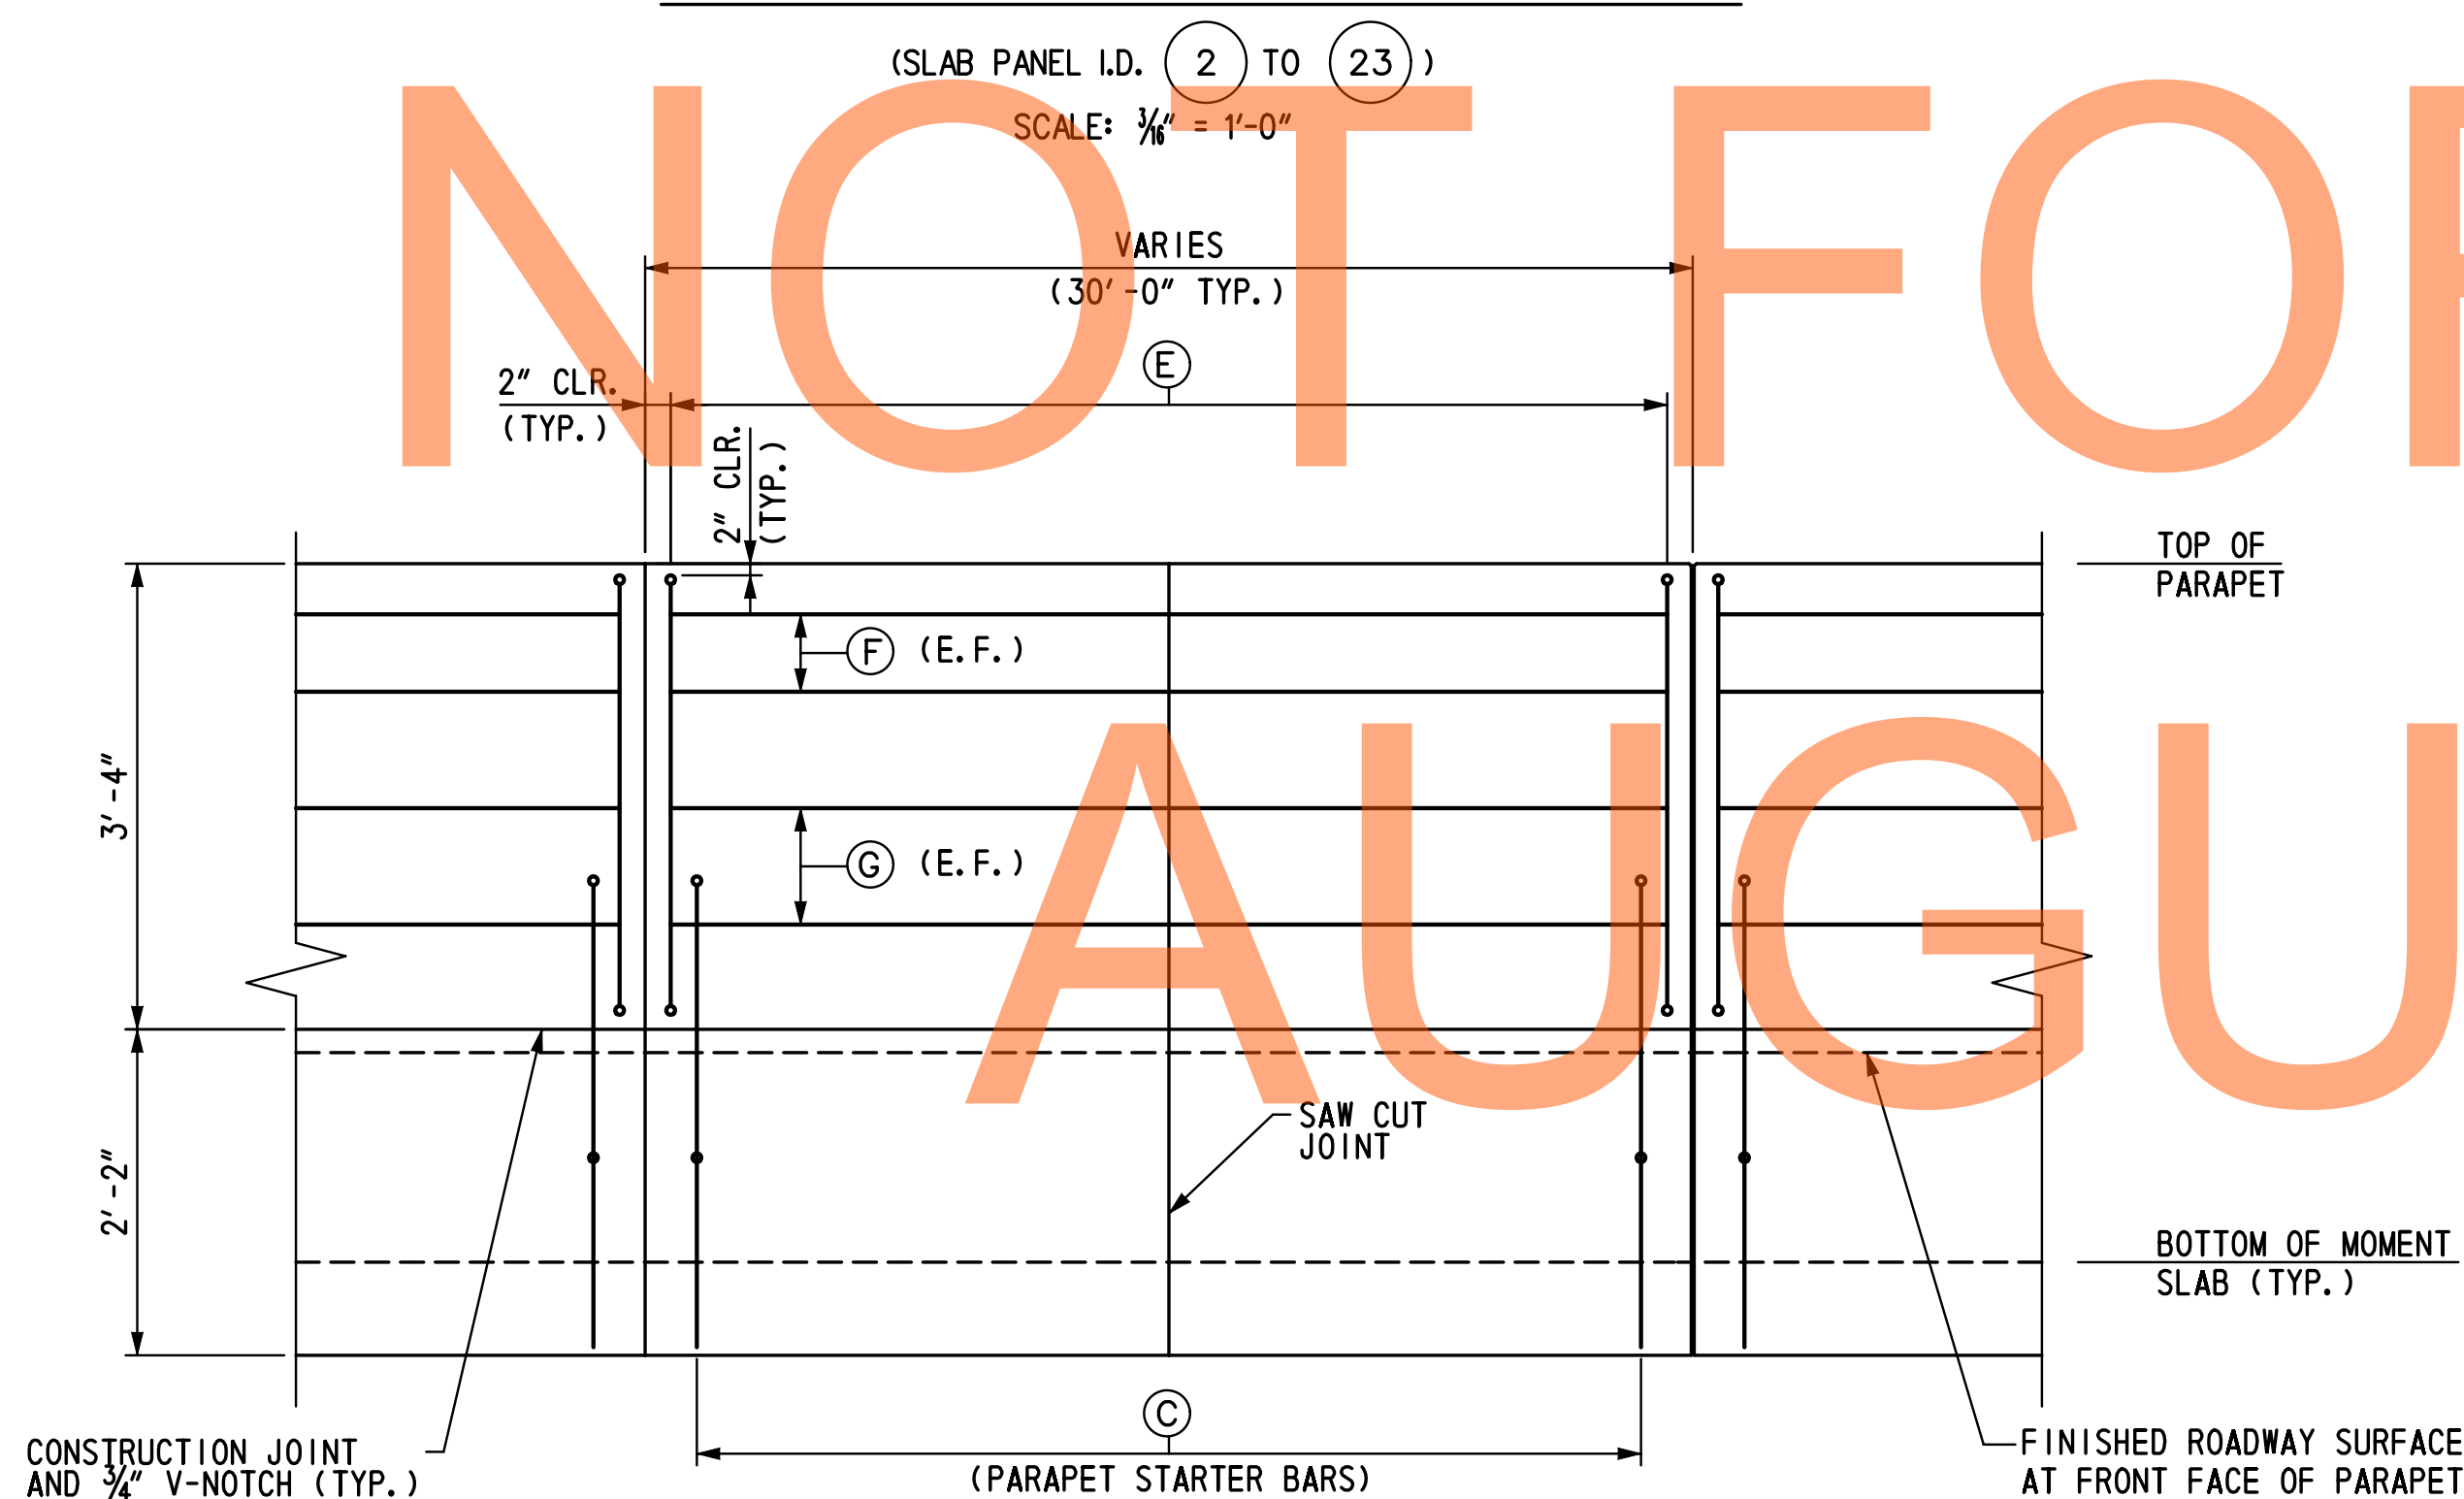 (SLAB PANEL I.D. 2 TO 23 )
SCALE: 3/16" = 1'-0"
NOT FO
VARIES
(30'-0" TYP.)
E
2" CLR.
(TYP.)
2" CLR.
(TYP.)
TOP OF
PARAPET
F (E.F.)
3'-4"
G (E.F.)
AUGU
SAW CUT
JOINT
2'-2"
BOTTOM OF MOMENT
SLAB (TYP.)
C
(PARAPET STARTER BARS)
CONSTRUCTION JOINT
AND 3/4" V-NOTCH (TYP.)
FINISHED ROADWAY SURFACE
AT FRONT FACE OF PARAPET